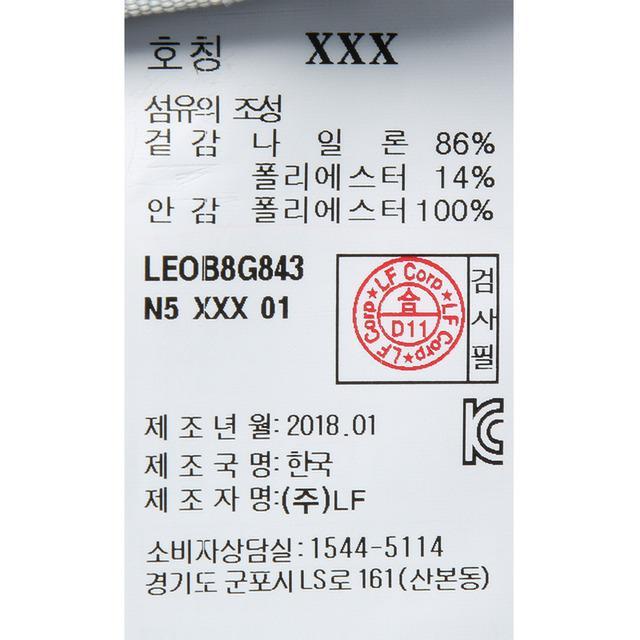 호칭 XXX
섬유의 조성
겉감 나일론 86%
폴리에스터 14%
안감 폴리에스터 100%
LEOB8G843
N5 XXX 01
LF Corp★LF Corp★LF Corp★
合
D11
검사필
제조년월: 2018.01
제조국명: 한국
제조자명: (주)LF
소비자상담실: 1544-5114
경기도 군포시 LS로 161(산본동)